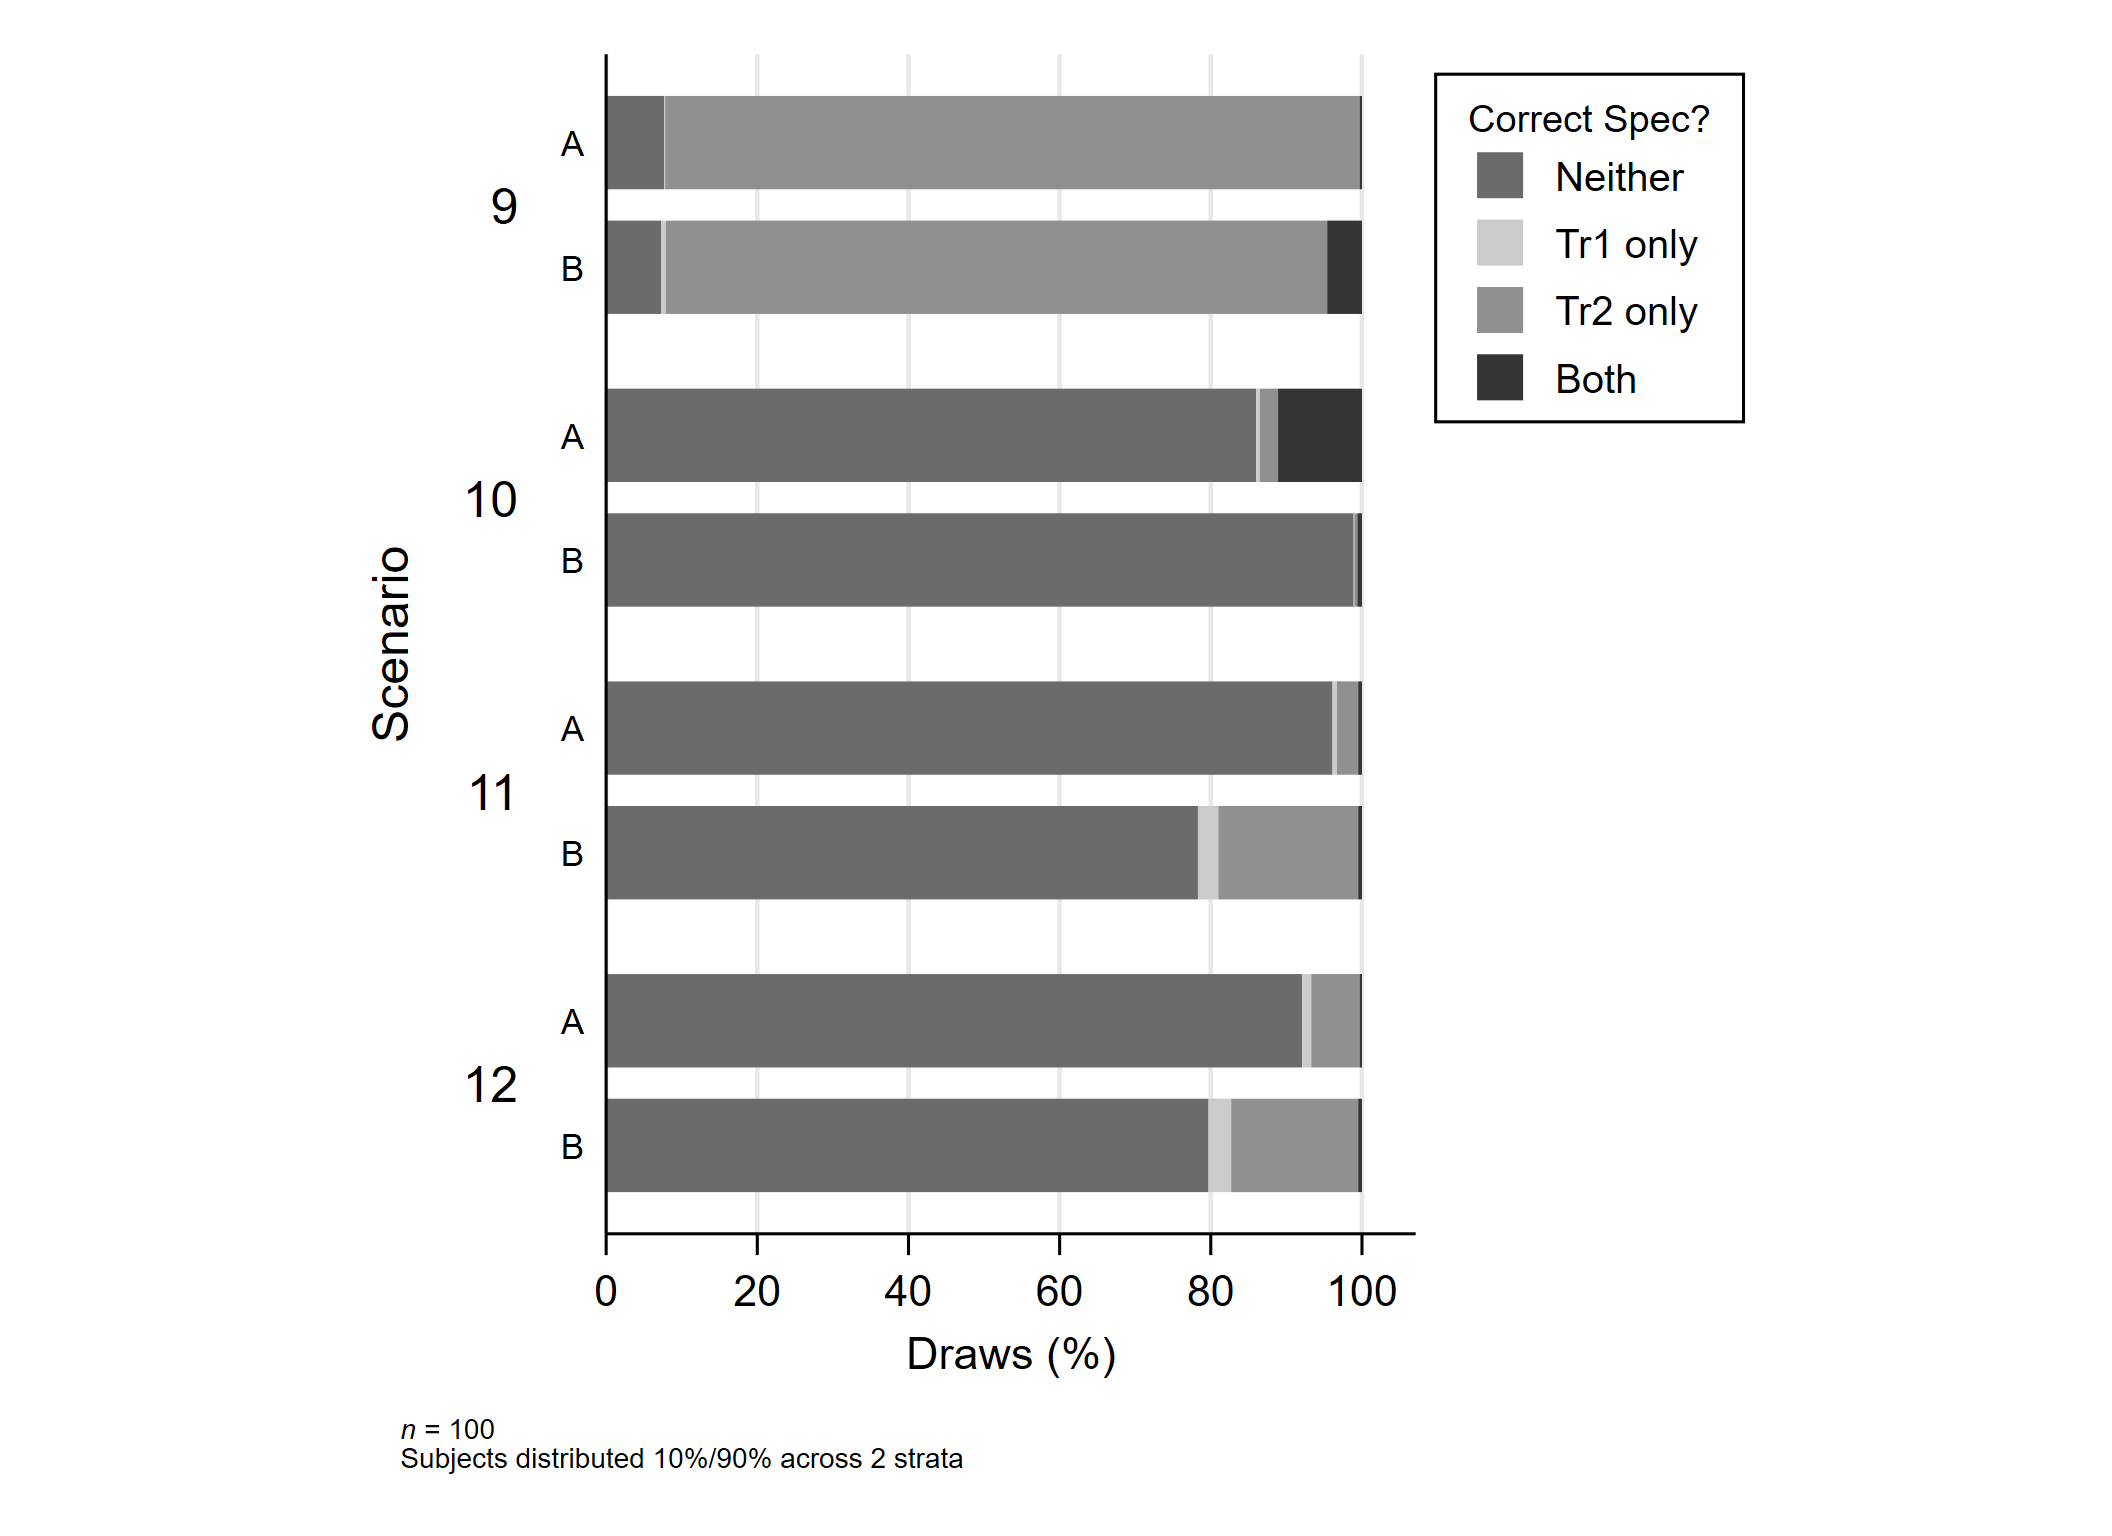 Correct Spec?
Neither
Tr1 only
Tr2 only
Both
Scenario
9
A
B
10
A
B
11
A
B
12
A
B
0 20 40 60 80 100
Draws (%)
n = 100
Subjects distributed 10%/90% across 2 strata